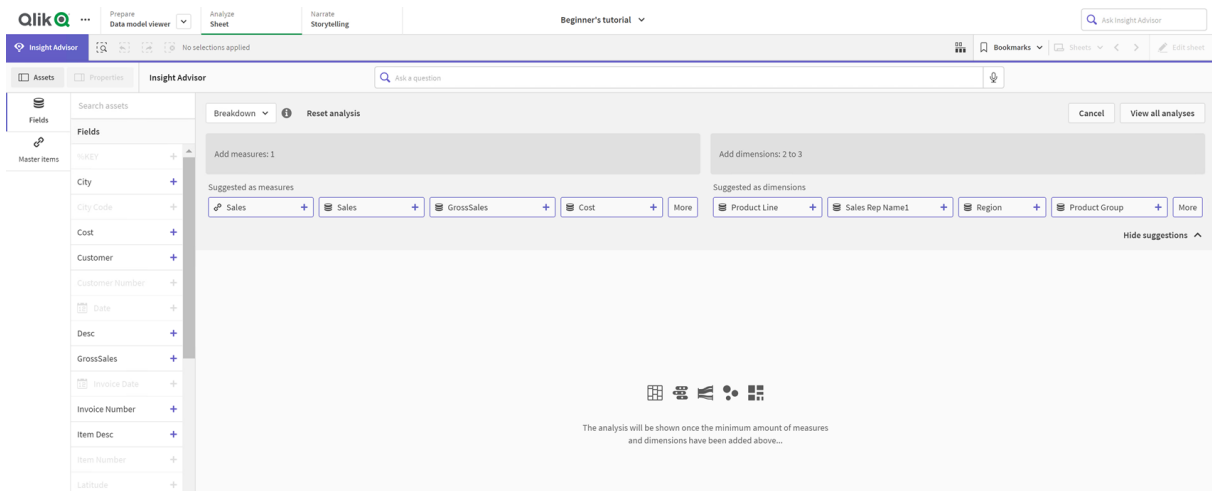 Qlik
Prepare
Data model viewer
Analyze
Sheet
Narrate
Storytelling
Beginner's tutorial
Ask Insight Advisor
Insight Advisor
No selections applied
Bookmarks
Sheets
Edit sheet
Assets
Properties
Insight Advisor
Ask a question
Fields
Master items
Search assets
Fields
%KEY
City
City Code
Cost
Customer
Customer Number
Date
Desc
GrossSales
Invoice Date
Invoice Number
Item Desc
Item Number
Latitude
Breakdown
Reset analysis
Cancel
View all analyses
Add measures: 1
Add dimensions: 2 to 3
Suggested as measures
Sales
Sales
GrossSales
Cost
More
Suggested as dimensions
Product Line
Sales Rep Name1
Region
Product Group
More
Hide suggestions
The analysis will be shown once the minimum amount of measures
and dimensions have been added above...